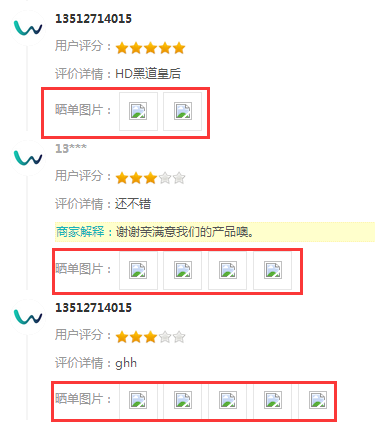 13512714015
用户评分：
评价详情：HD黑道皇后
晒单图片：
13***
用户评分：
评价详情：还不错
商家解释：谢谢亲满意我们的产品噢。
晒单图片：
13512714015
用户评分：
评价详情：ghh
晒单图片：